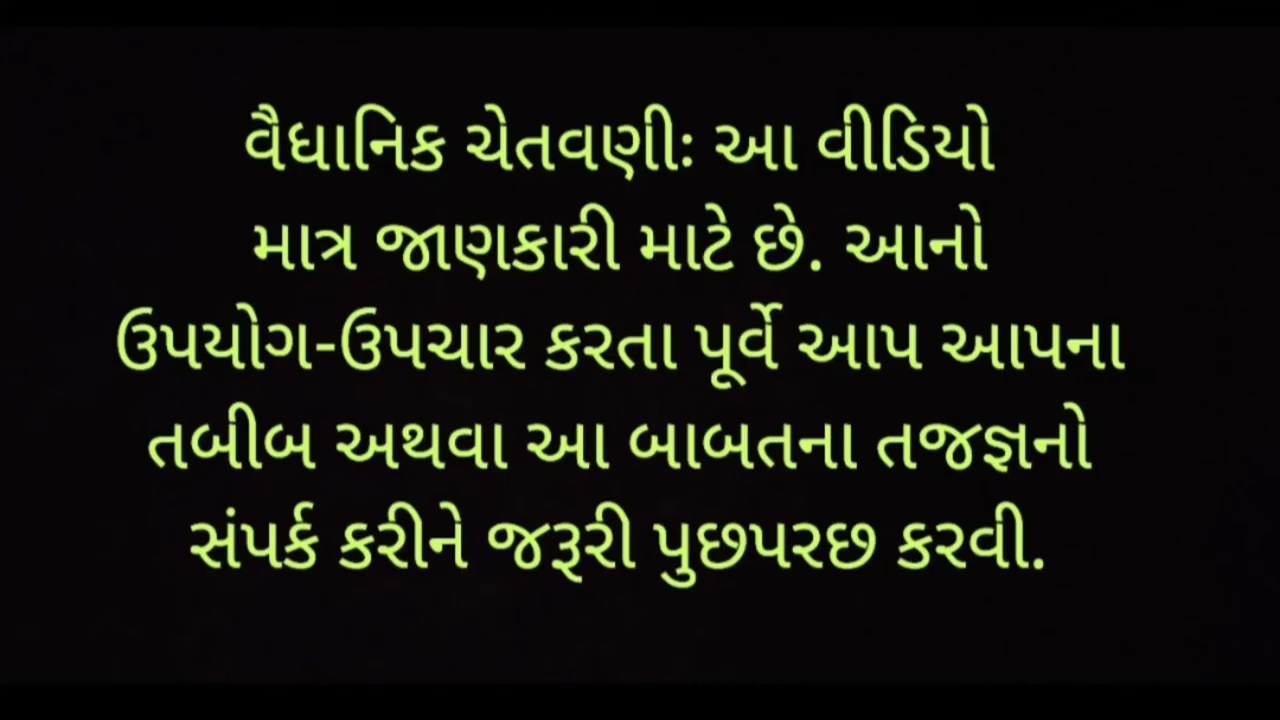 વૈધાનિક ચેતવણીઃ આ વીડિયો
માત્ર જાણકારી માટે છે. આનો
ઉપયોગ-ઉપચાર કરતા પૂર્વે આપ આપના
તબીબ અથવા આ બાબતના તજજ્ઞનો
સંપર્ક કરીને જરૂરી પુછપરછ કરવી.